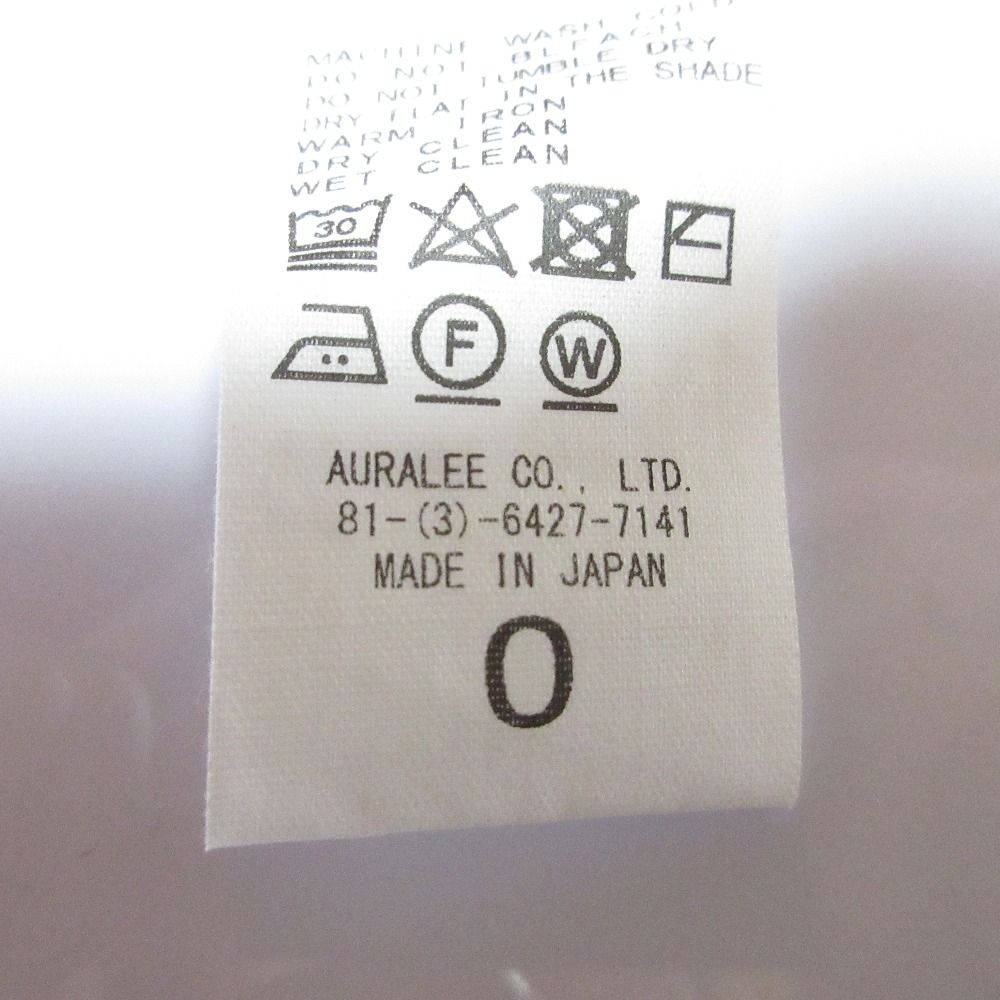 MACHINE WASH COLD
DO NOT BLEACH
DO NOT TUMBLE DRY
DRY FLAT IN THE SHADE
WARM IRON
DRY CLEAN
WET CLEAN
30
F
W
AURALEE CO., LTD.
81-(3)-6427-7141
MADE IN JAPAN
0